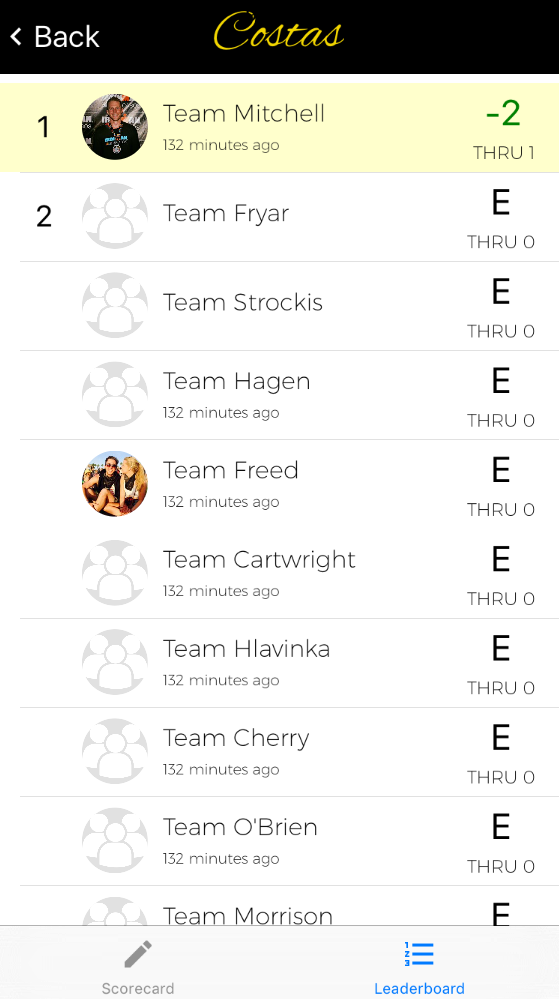 Back
Costas
1
Team Mitchell
132 minutes ago
-2
THRU 1
2
Team Fryar
E
THRU 0
Team Strockis
E
THRU 0
Team Hagen
132 minutes ago
E
THRU 0
Team Freed
132 minutes ago
E
THRU 0
Team Cartwright
132 minutes ago
E
THRU 0
Team Hlavinka
132 minutes ago
E
THRU 0
Team Cherry
132 minutes ago
E
THRU 0
Team O'Brien
132 minutes ago
E
THRU 0
Team Morrison
E
Scorecard
Leaderboard